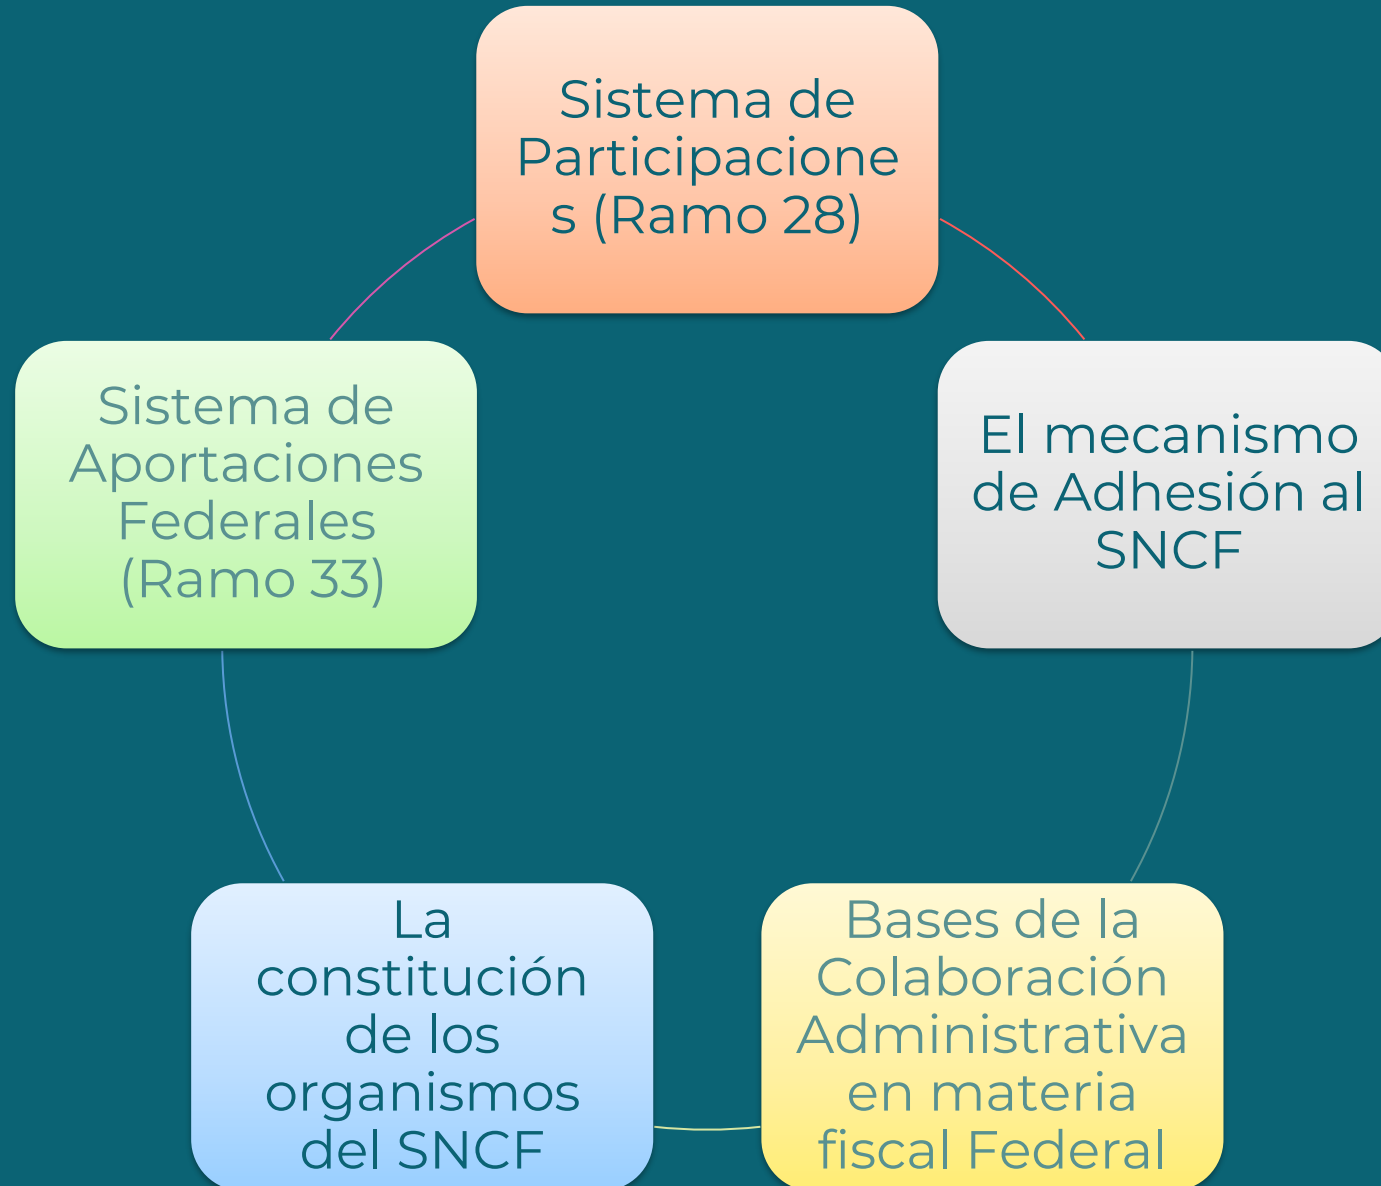 Sistema de
Participacione
s (Ramo 28)
El mecanismo
de Adhesión al
SNCF
Bases de la
Colaboración
Administrativa
en materia
fiscal Federal
La
constitución
de los
organismos
del SNCF
Sistema de
Aportaciones
Federales
(Ramo 33)